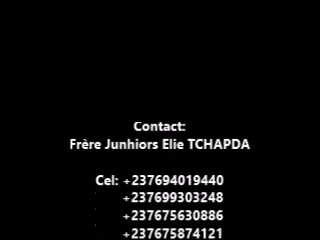 Contact:
Frère Junhiors Elie TCHAPDA
Cel: +237694019440
+237699303248
+237675630886
+237675874121